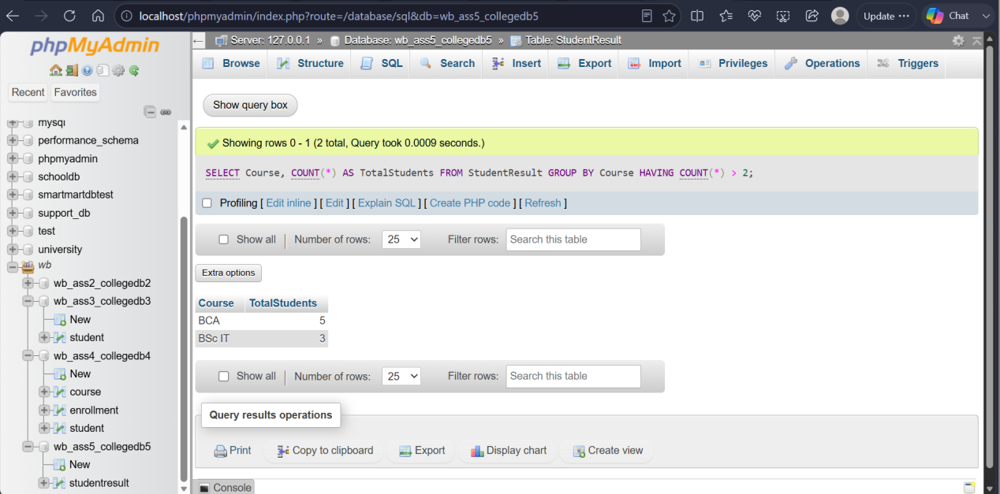 localhost/phpmyadmin/index.php?route=/database/sql&db=wb_ass5_collegedb5
Update
Chat
phpMyAdmin
Recent
Favorites
mysql
performance_schema
phpmyadmin
schooldb
smartmartdbtest
support_db
test
university
wb
wb_ass2_collegedb2
wb_ass3_collegedb3
New
student
wb_ass4_collegedb4
New
course
enrollment
student
wb_ass5_collegedb5
New
studentresult
Server: 127.0.0.1 » Database: wb_ass5_collegedb5 » Table: StudentResult
Browse Structure SQL Search Insert Export Import Privileges Operations Triggers
Show query box
Showing rows 0 - 1 (2 total, Query took 0.0009 seconds.)
SELECT Course, COUNT(*) AS TotalStudents FROM StudentResult GROUP BY Course HAVING COUNT(*) > 2;
Profiling [ Edit inline ] [ Edit ] [ Explain SQL ] [ Create PHP code ] [ Refresh ]
Show all | Number of rows: 25 Filter rows: Search this table
Extra options
Course TotalStudents
BCA 5
BSc IT 3
Show all | Number of rows: 25 Filter rows: Search this table
Query results operations
Print Copy to clipboard Export Display chart Create view
Console